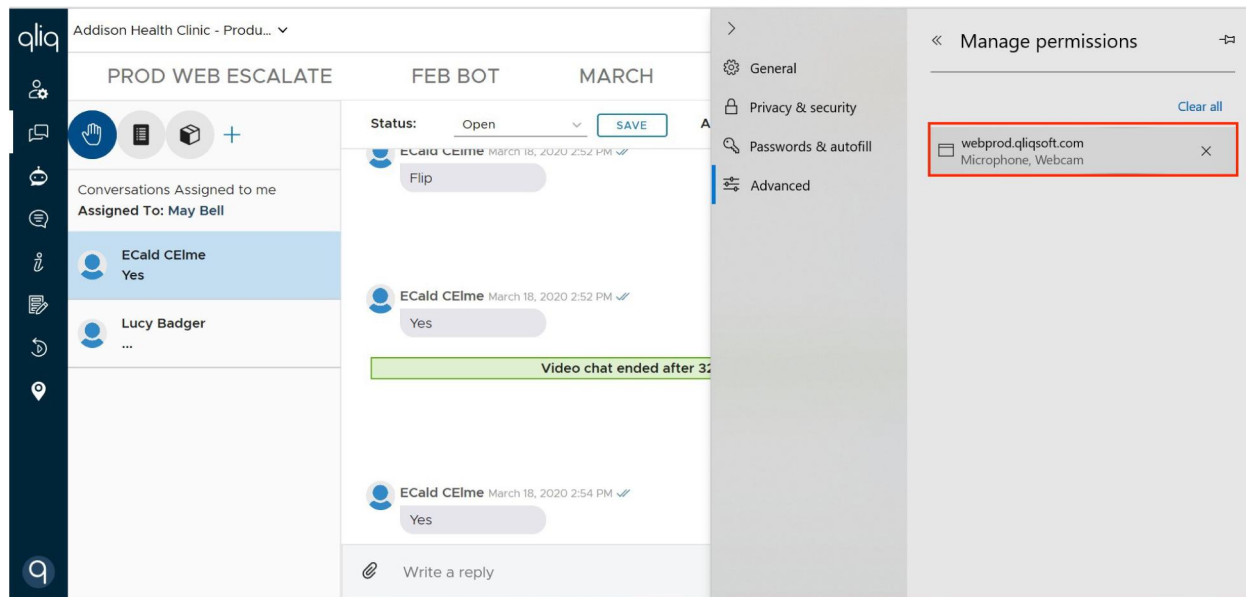 qliq
Addison Health Clinic - Produ...
PROD WEB ESCALATE
FEB BOT
MARCH
Conversations Assigned to me
Assigned To: May Bell
ECald CElme
Yes
Lucy Badger
...
Status:
Open
SAVE
A
ECald CElme March 18, 2020 2:52 PM
Flip
ECald CElme March 18, 2020 2:52 PM
Yes
Video chat ended after 32
ECald CElme March 18, 2020 2:54 PM
Yes
Write a reply
General
Privacy & security
Passwords & autofill
Advanced
Manage permissions
Clear all
webprod.qliqsoft.com
Microphone, Webcam
q